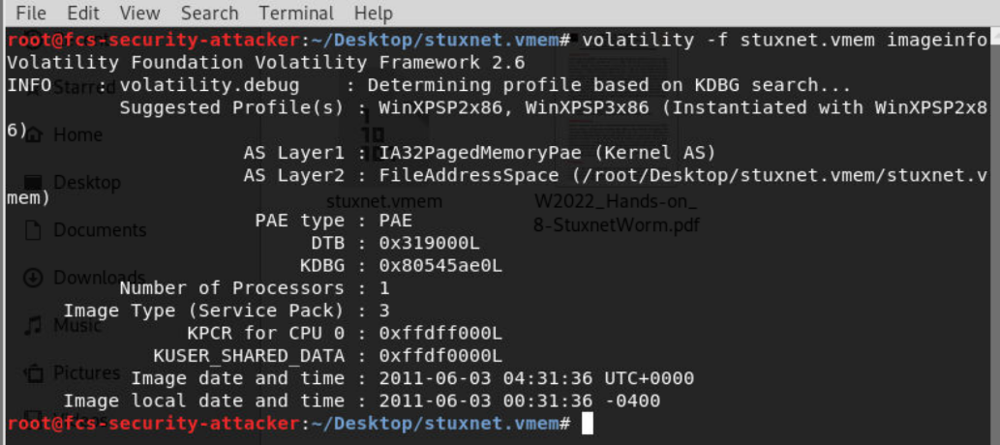 File Edit View Search Terminal Help
root@fcs-security-attacker:~/Desktop/stuxnet.vmem# volatility -f stuxnet.vmem imageinfo
Volatility Foundation Volatility Framework 2.6
INFO    : volatility.debug    : Determining profile based on KDBG search...
Starred
          Suggested Profile(s) : WinXPSP2x86, WinXPSP3x86 (Instantiated with WinXPSP2x8
6)
Home
                     AS Layer1 : IA32PagedMemoryPae (Kernel AS)
                     AS Layer2 : FileAddressSpace (/root/Desktop/stuxnet.vmem/stuxnet.v
Desktop
mem)
stuxnet.vmem
W2022_Hands-on_
8-StuxnetWorm.pdf
                      PAE type : PAE
Documents
                           DTB : 0x319000L
                          KDBG : 0x80545ae0L
Downloads
          Number of Processors : 1
     Image Type (Service Pack) : 3
Music
                KPCR for CPU 0 : 0xffdff000L
             KUSER_SHARED_DATA : 0xffdf0000L
Pictures
           Image date and time : 2011-06-03 04:31:36 UTC+0000
     Image local date and time : 2011-06-03 00:31:36 -0400
root@fcs-security-attacker:~/Desktop/stuxnet.vmem#